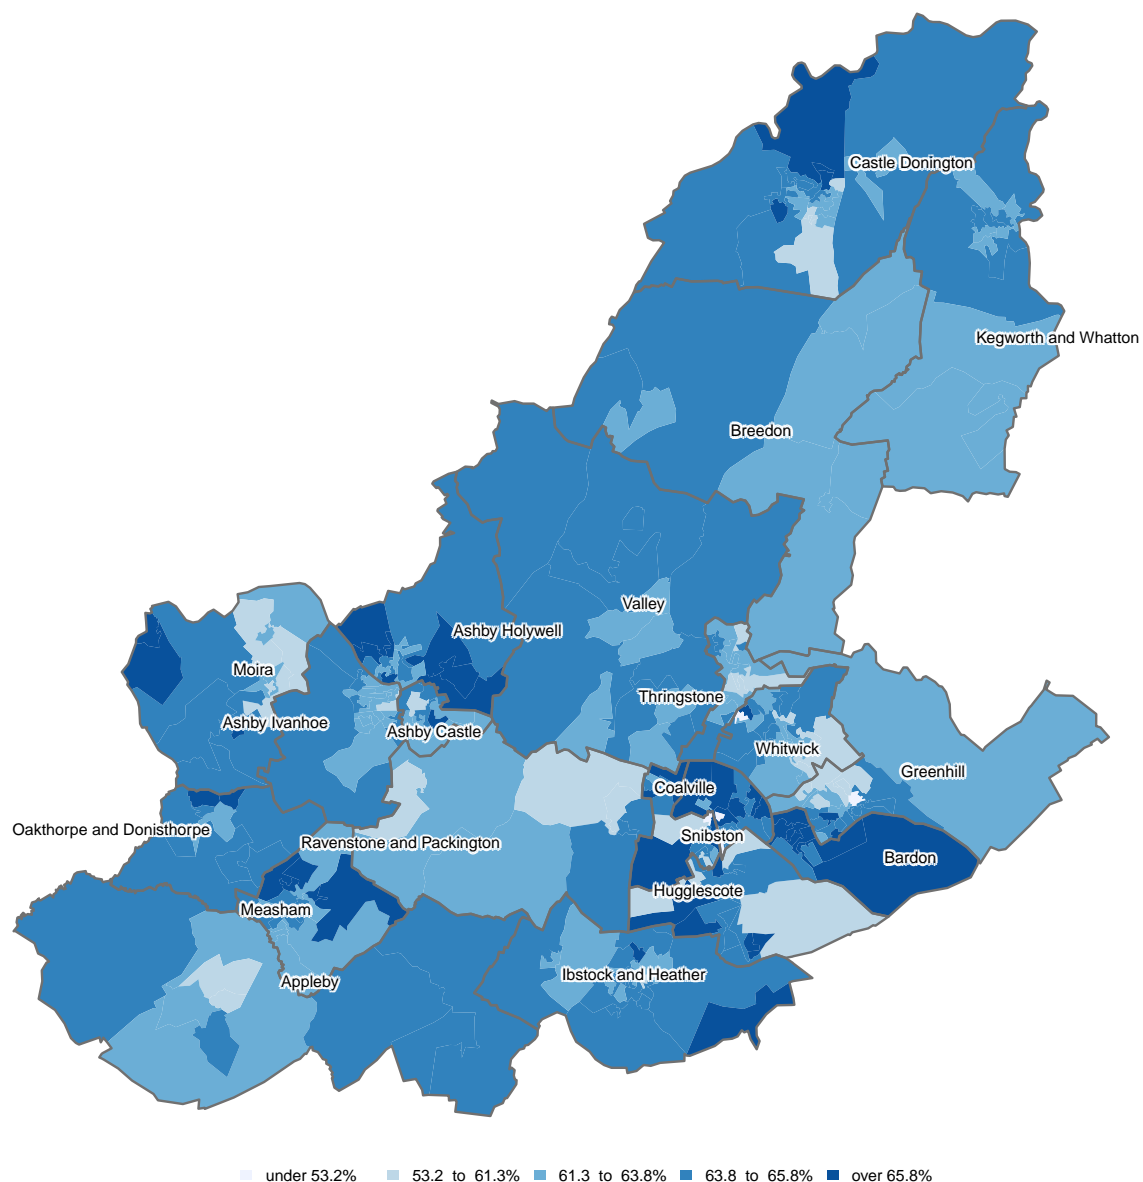 Castle Donington
Kegworth and Whatton
Breedon
Valley
Ashby Holywell
Moira
Thringstone
Ashby Ivanhoe
Ashby Castle
Whitwick
Greenhill
Coalville
Oakthorpe and Donisthorpe
Snibston
Ravenstone and Packington
Bardon
Hugglescote
Measham
Ibstock and Heather
Appleby
under 53.2% 53.2 to 61.3% 61.3 to 63.8% 63.8 to 65.8% over 65.8%